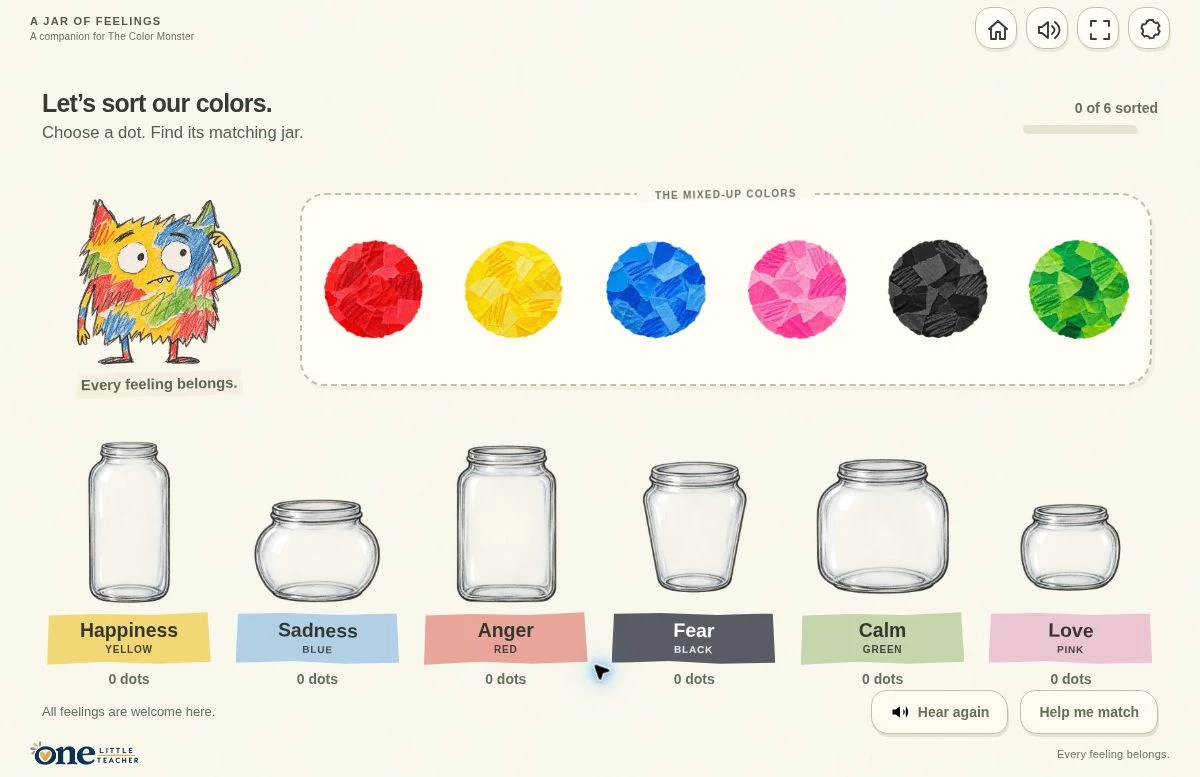 A JAR OF FEELINGS
A companion for The Color Monster
Let’s sort our colors.
Choose a dot. Find its matching jar.
0 of 6 sorted
THE MIXED-UP COLORS
Every feeling belongs.
Happiness
YELLOW
0 dots
Sadness
BLUE
0 dots
Anger
RED
0 dots
Fear
BLACK
0 dots
Calm
GREEN
0 dots
Love
PINK
0 dots
All feelings are welcome here.
Hear again
Help me match
one LITTLE
TEACHER
Every feeling belongs.